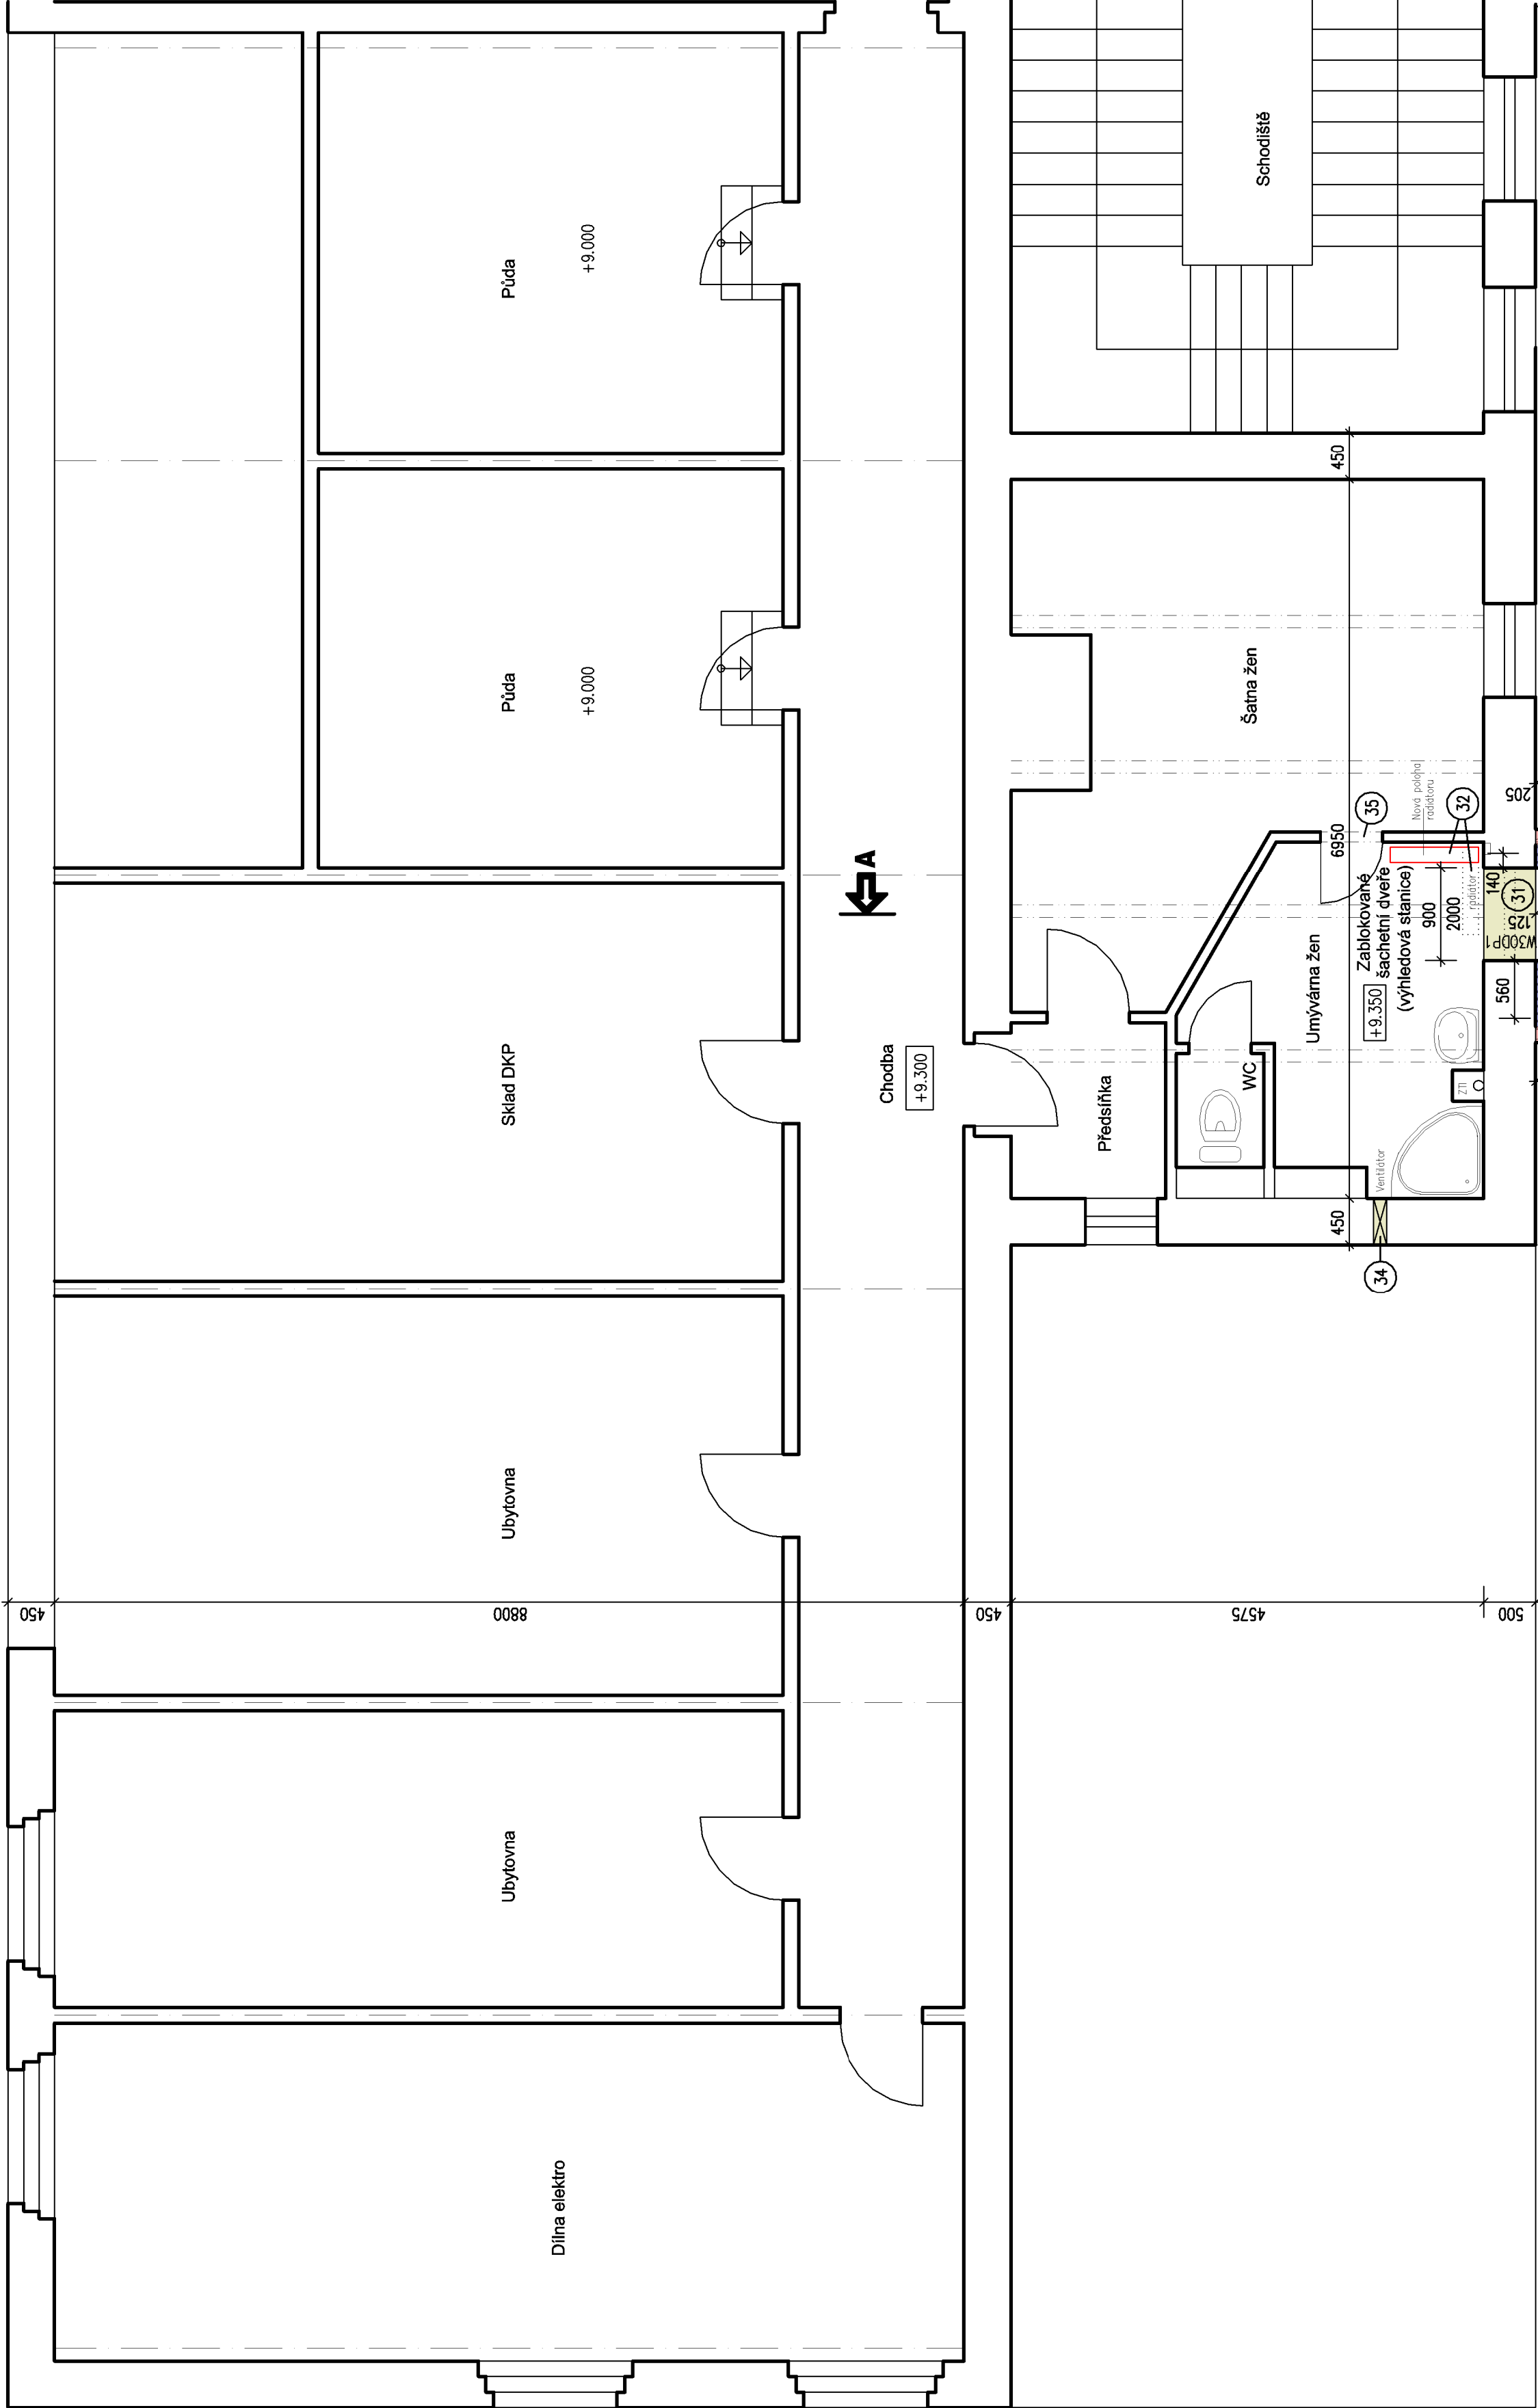 Půda
+9.000
Schodiště
Půda
+9.000
450
Šatna žen
Nová poloha
radiátoru
205
35
32
6950
A
Zablokované
šachetní dveře
(výhledová stanice)
radiátor
140
31
125
W30DP1
900
2000
560
Umývárna žen
+9.350
Sklad DKP
Chodba
+9.300
Předsíňka
WC
ZTI
Ventilátor
450
34
Ubytovna
450
8800
450
4575
500
Ubytovna
Dílna elektro